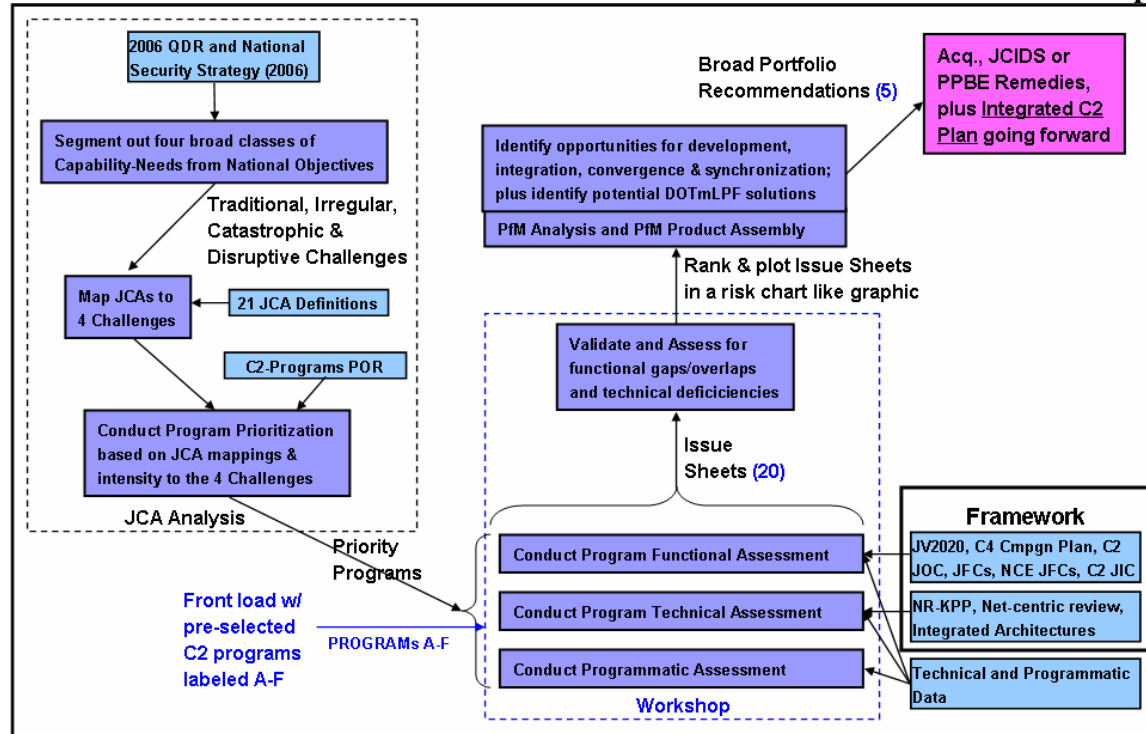 2006 QDR and National
Security Strategy (2006)
Segment out four broad classes of
Capability-Needs from National Objectives
Traditional, Irregular,
Catastrophic &
Disruptive Challenges
Map JCAs to
4 Challenges
21 JCA Definitions
C2-Programs POR
Conduct Program Prioritization
based on JCA mappings &
intensity to the 4 Challenges
JCA Analysis
Priority
Programs
Front load w/
pre-selected
C2 programs
labeled A-F
PROGRAMs A-F
Broad Portfolio
Recommendations (5)
Acq., JCIDS or
PPBE Remedies,
plus Integrated C2
Plan going forward
Identify opportunities for development,
integration, convergence & synchronization;
plus identify potential DOTmLPF solutions
PfM Analysis and PfM Product Assembly
Rank & plot Issue Sheets
in a risk chart like graphic
Validate and Assess for
functional gaps/overlaps
and technical deficiciencies
Issue
Sheets (20)
Conduct Program Functional Assessment
Conduct Program Technical Assessment
Conduct Programmatic Assessment
Workshop
Framework
JV2020, C4 Cmpgn Plan, C2
JOC, JFCs, NCE JFCs, C2 JIC
NR-KPP, Net-centric review,
Integrated Architectures
Technical and Programmatic
Data